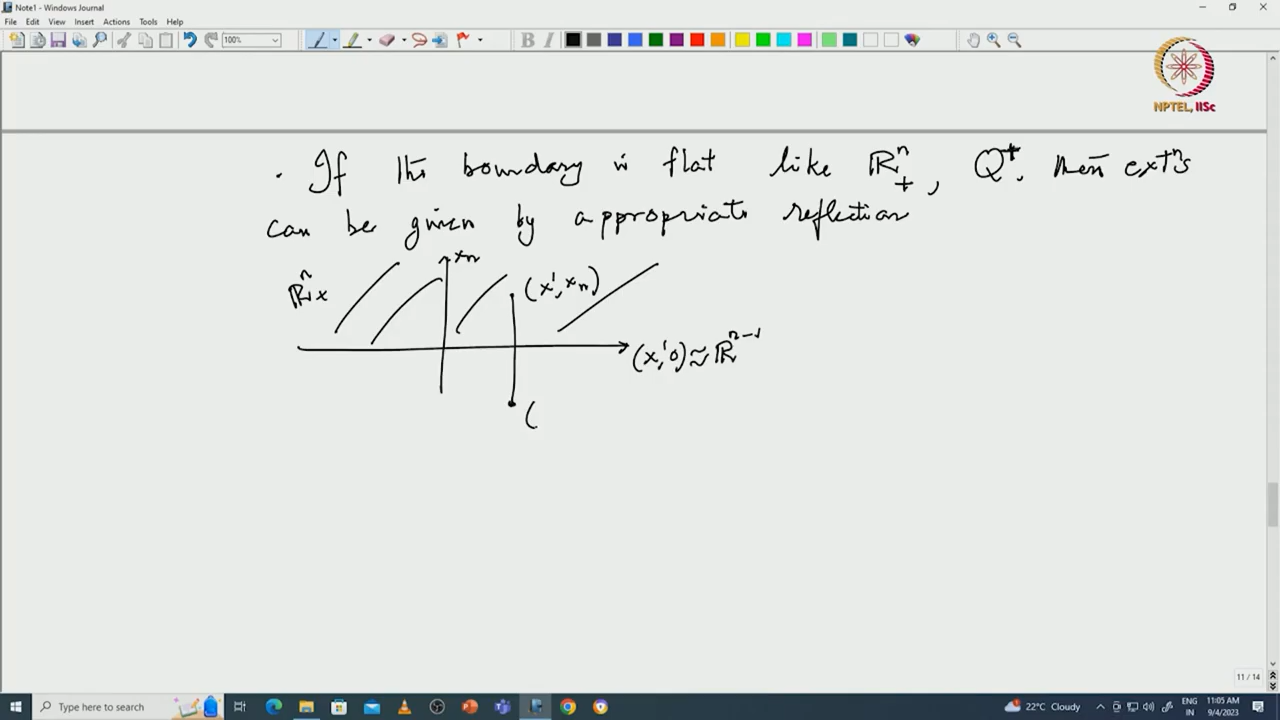 Note1 - Windows Journal
File Edit View Insert Actions Tools Help
100%
NPTEL, IISc
. If the boundary is flat like ℝⁿ₊, Q⁺, then extⁿs
can be given by appropriate reflection
xₙ
ℝⁿₓ
(x', xₙ)
(x', 0) ≈ ℝⁿ⁻¹
(
11 / 14
Type here to search
22°C Cloudy
ENG
IN
11:05 AM
9/4/2023